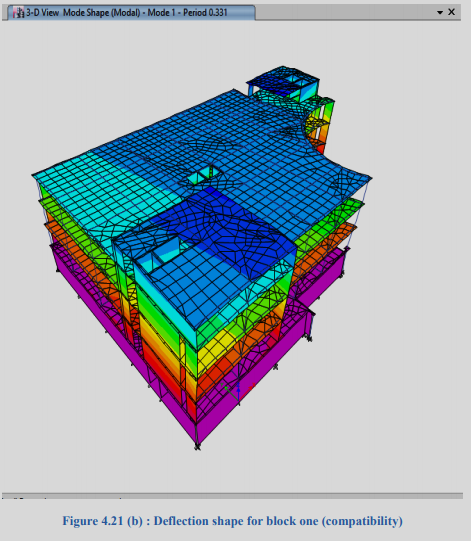 3-D View Mode Shape (Modal) - Mode 1 - Period 0.331
Figure 4.21 (b) : Deflection shape for block one (compatibility)